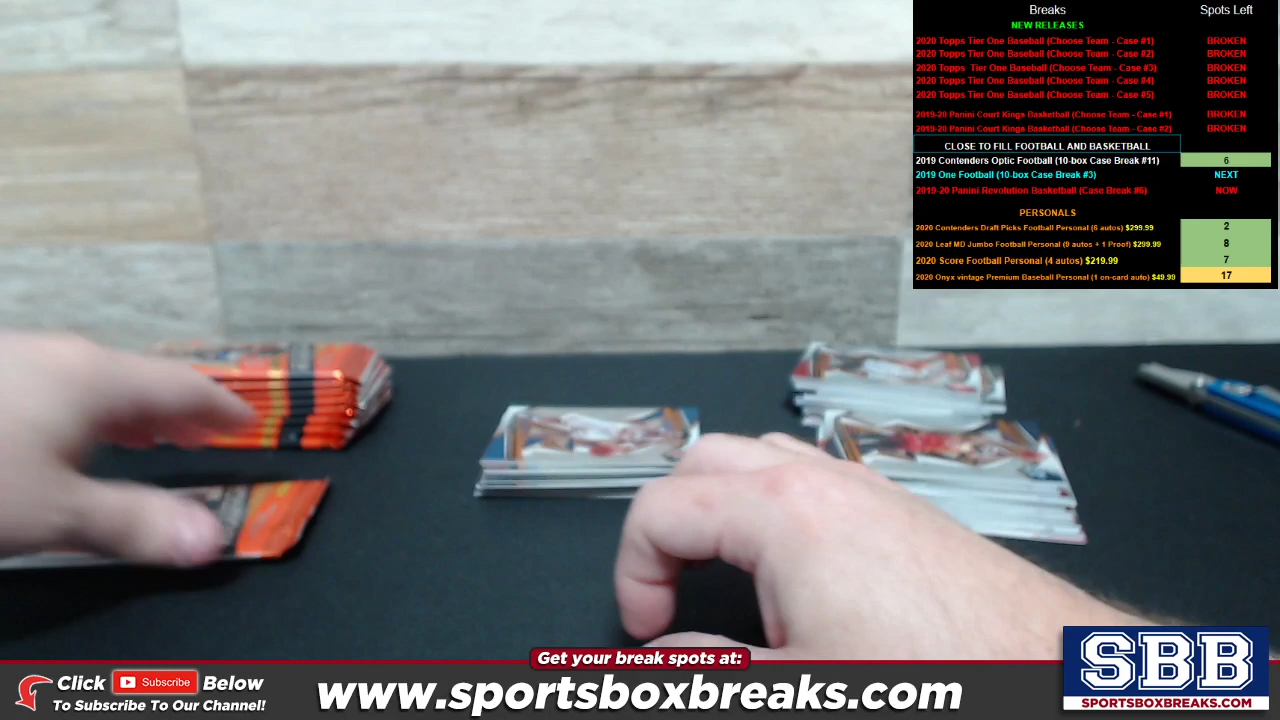 Breaks Spots Left
NEW RELEASES
2020 Topps Tier One Baseball (Choose Team - Case #1) BROKEN
2020 Topps Tier One Baseball (Choose Team - Case #2) BROKEN
2020 Topps Tier One Baseball (Choose Team - Case #3) BROKEN
2020 Topps Tier One Baseball (Choose Team - Case #4) BROKEN
2020 Topps Tier One Baseball (Choose Team - Case #5) BROKEN
2019-20 Panini Court Kings Basketball (Choose Team - Case #1) BROKEN
2019-20 Panini Court Kings Basketball (Choose Team - Case #2) BROKEN
CLOSE TO FILL FOOTBALL AND BASKETBALL
2019 Contenders Optic Football (10-box Case Break #11) 6
2019 One Football (10-box Case Break #3) NEXT
2019-20 Panini Revolution Basketball (Case Break #6) NOW
PERSONALS
2020 Contenders Draft Picks Football Personal (6 autos) $299.99 2
2020 Leaf MD Jumbo Football Personal (9 autos + 1 Proof) $299.99 8
2020 Score Football Personal (4 autos) $219.99 7
2020 Onyx vintage Premium Baseball Personal (1 on-card auto) $49.99 17
Get your break spots at:
Click Subscribe Below
To Subscribe To Our Channel!
www.sportsboxbreaks.com
SBB
SPORTSBOXBREAKS.COM